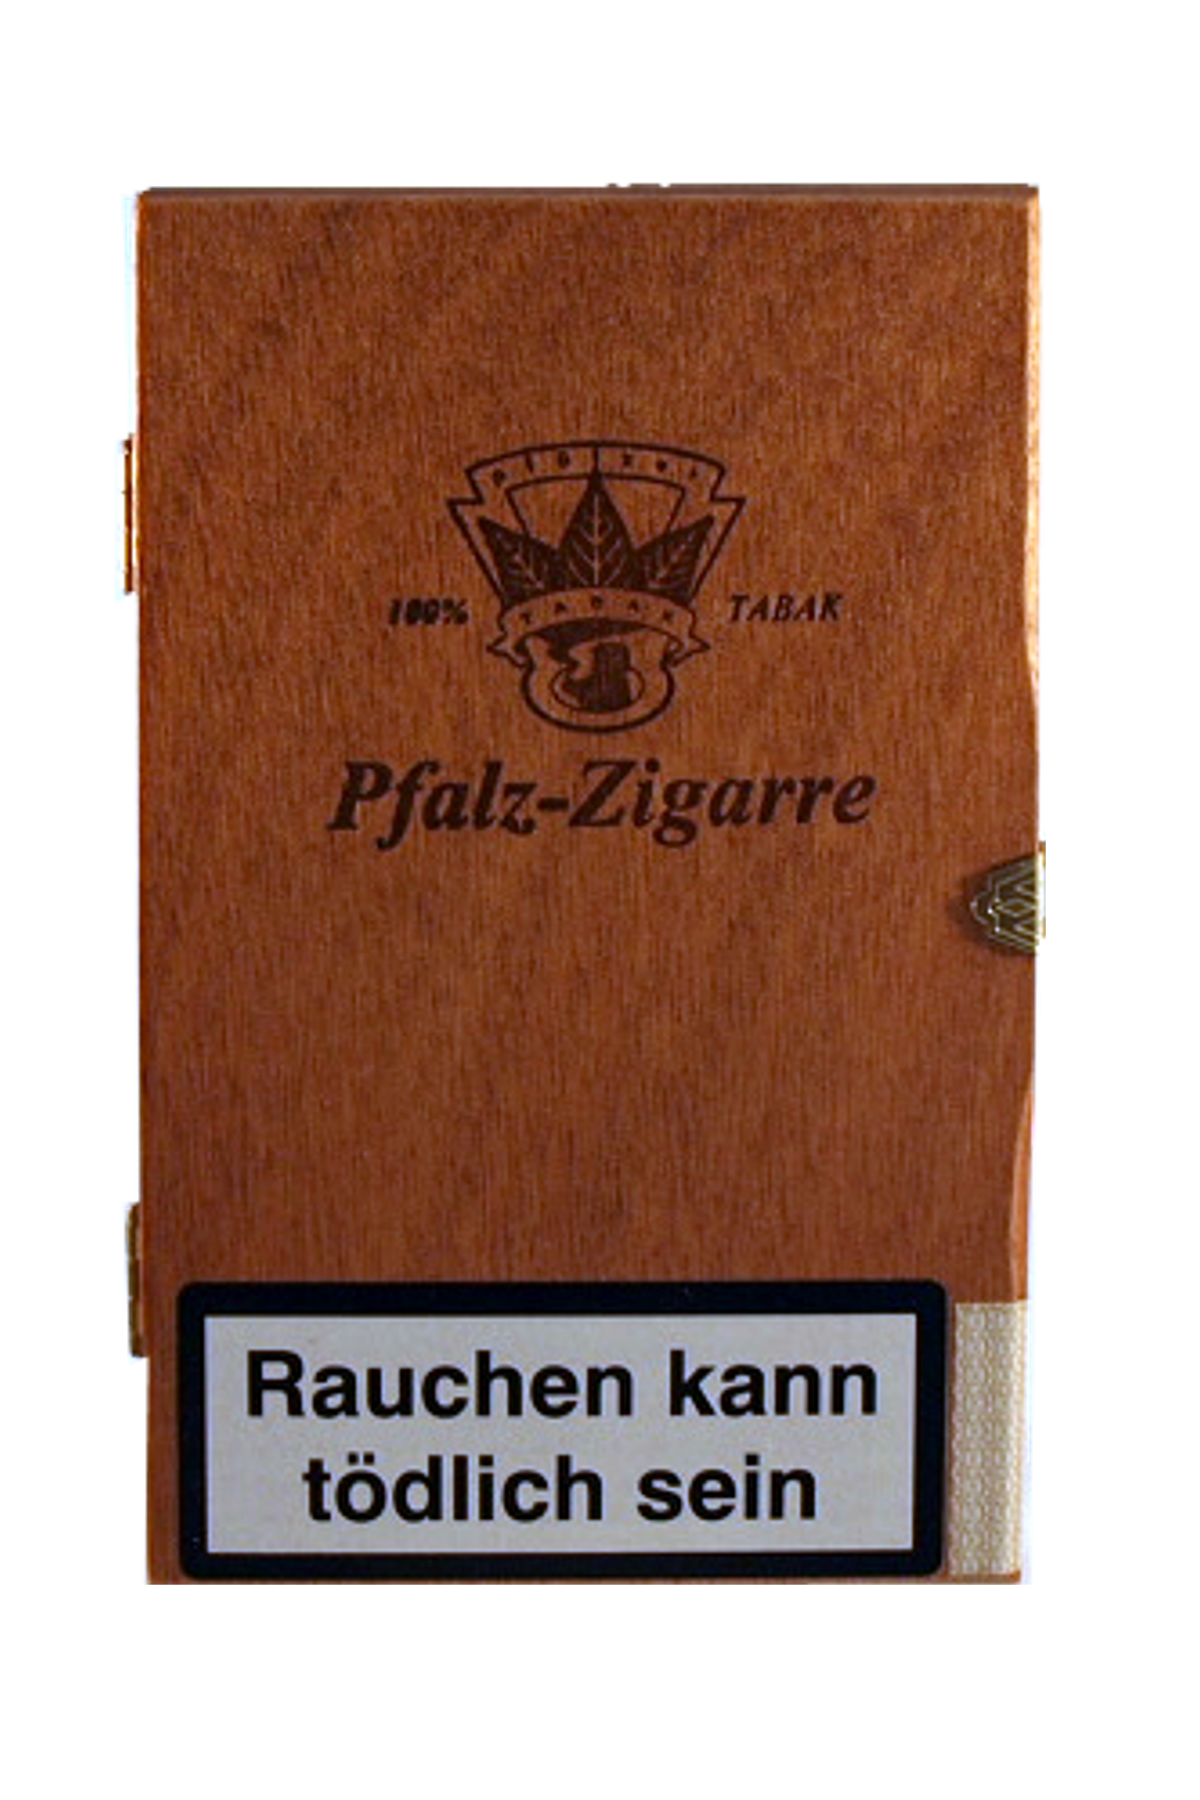 100% TABAK TABAK
Pfalz-Zigarre
Rauchen kann
tödlich sein